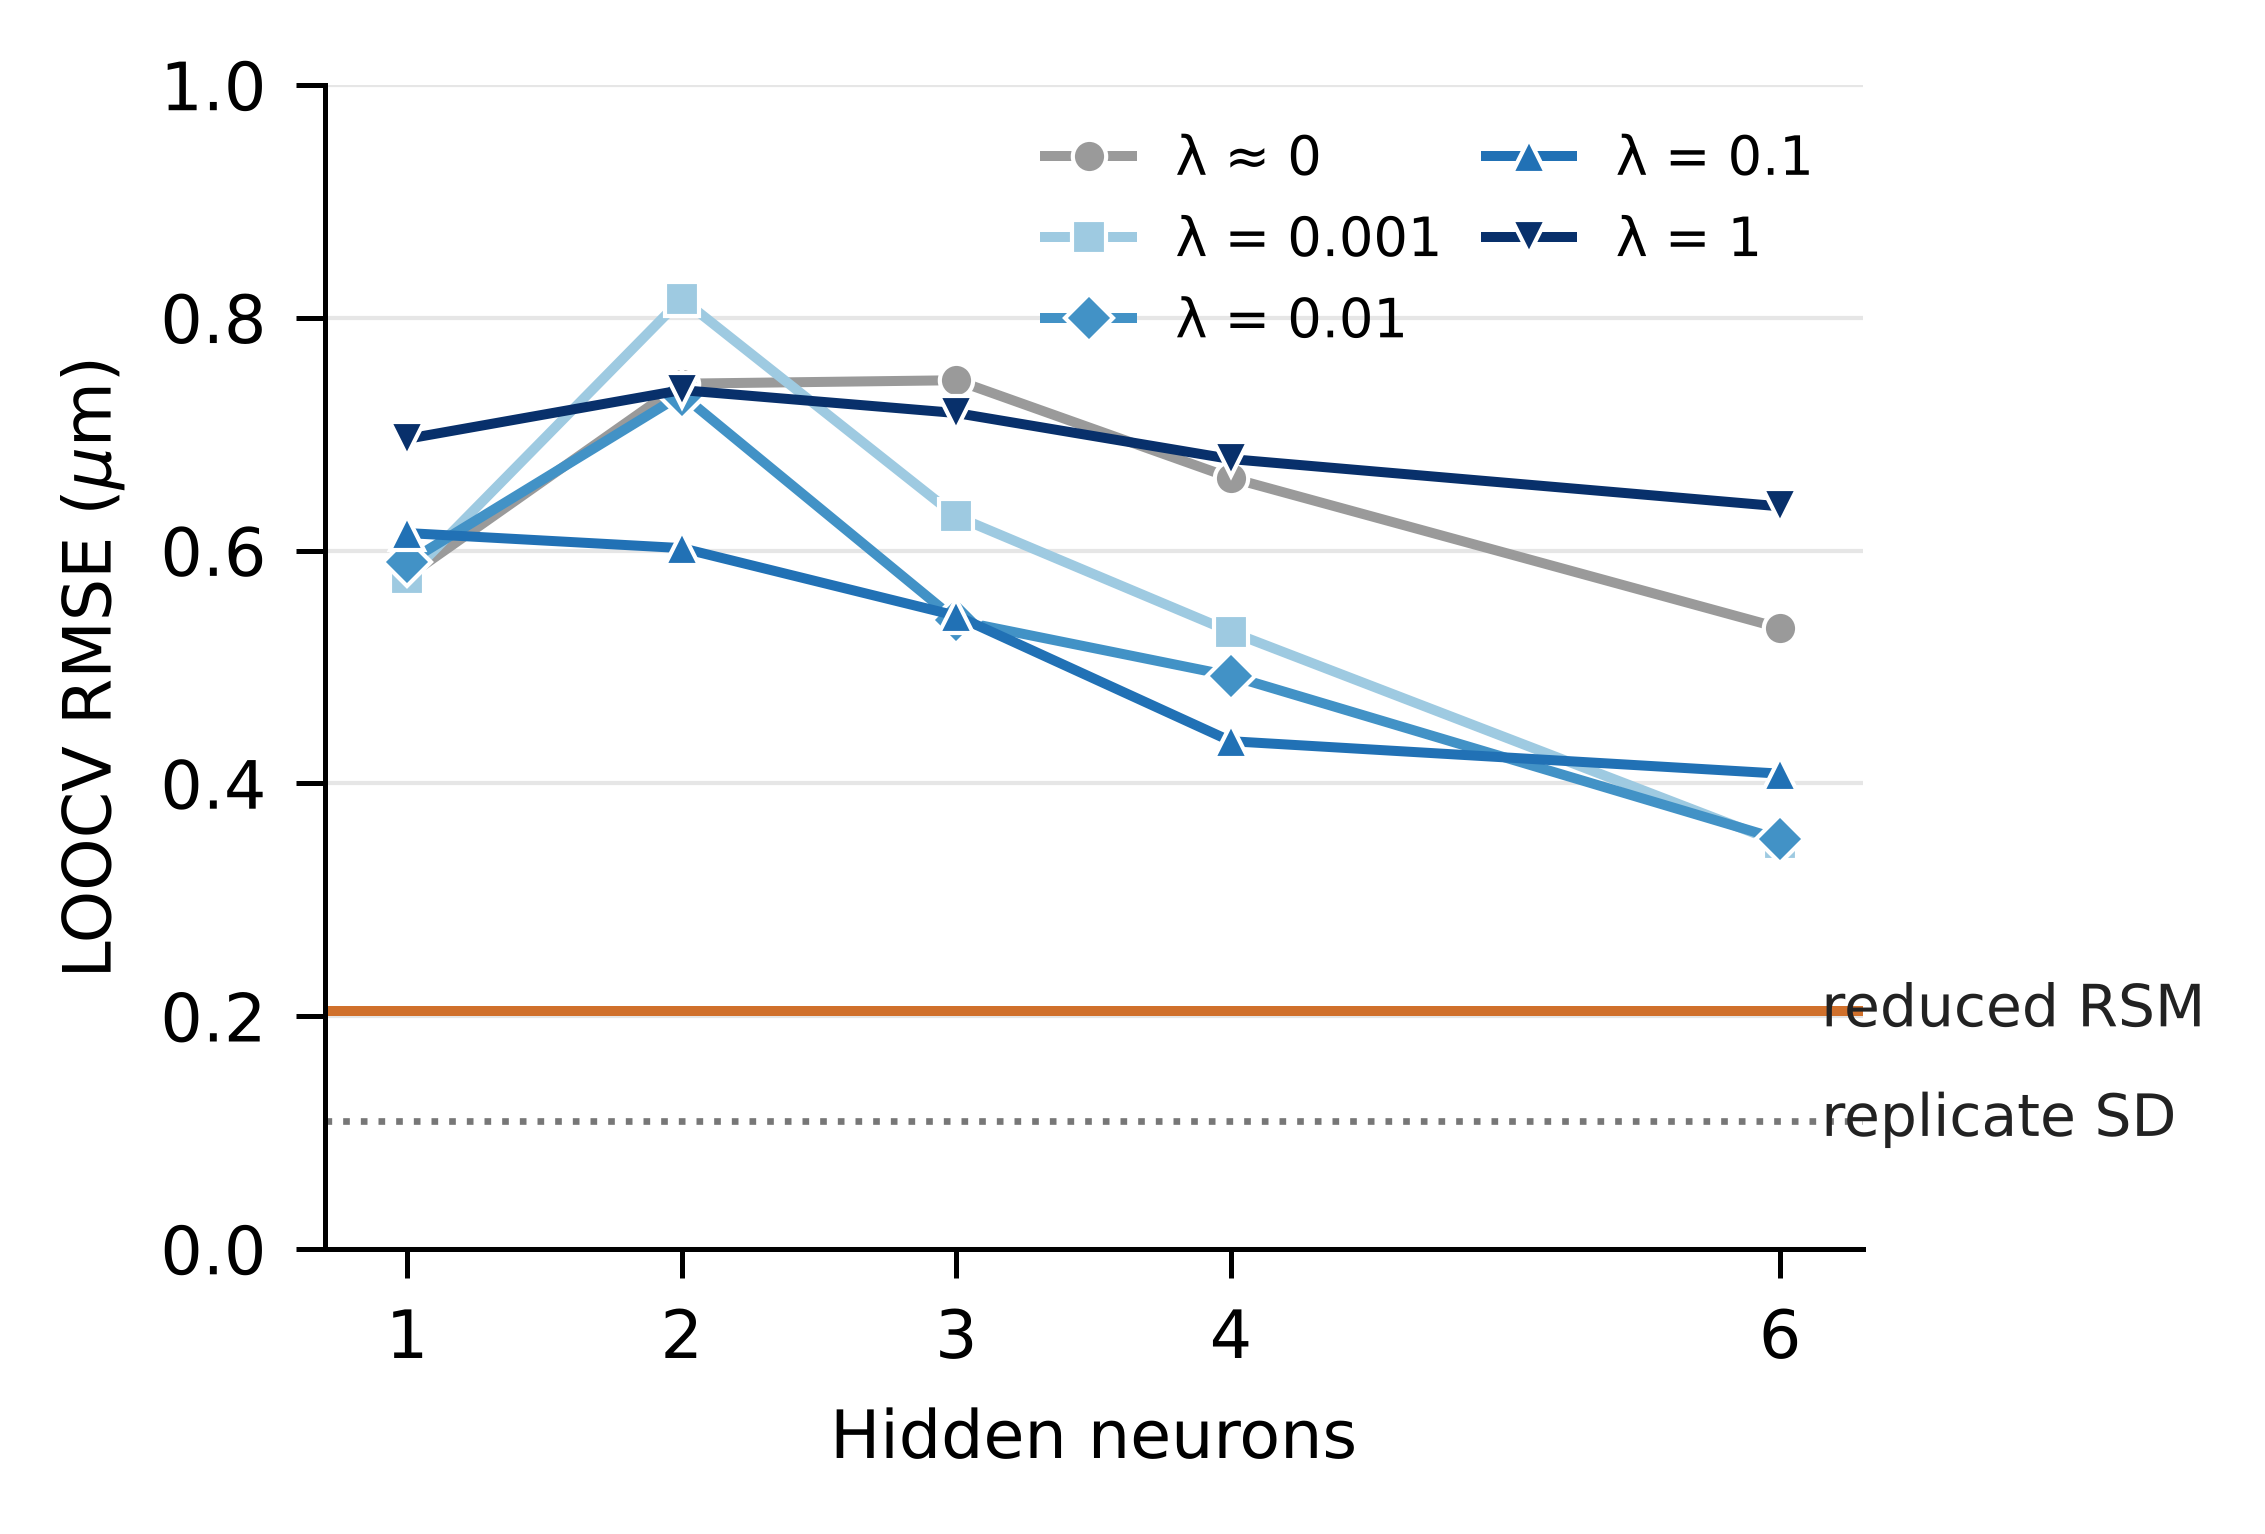 LOOCV RMSE (μm)
1.0
0.8
0.6
0.4
0.2
0.0
λ ≈ 0
λ = 0.001
λ = 0.01
λ = 0.1
λ = 1
reduced RSM
replicate SD
1 2 3 4 6
Hidden neurons